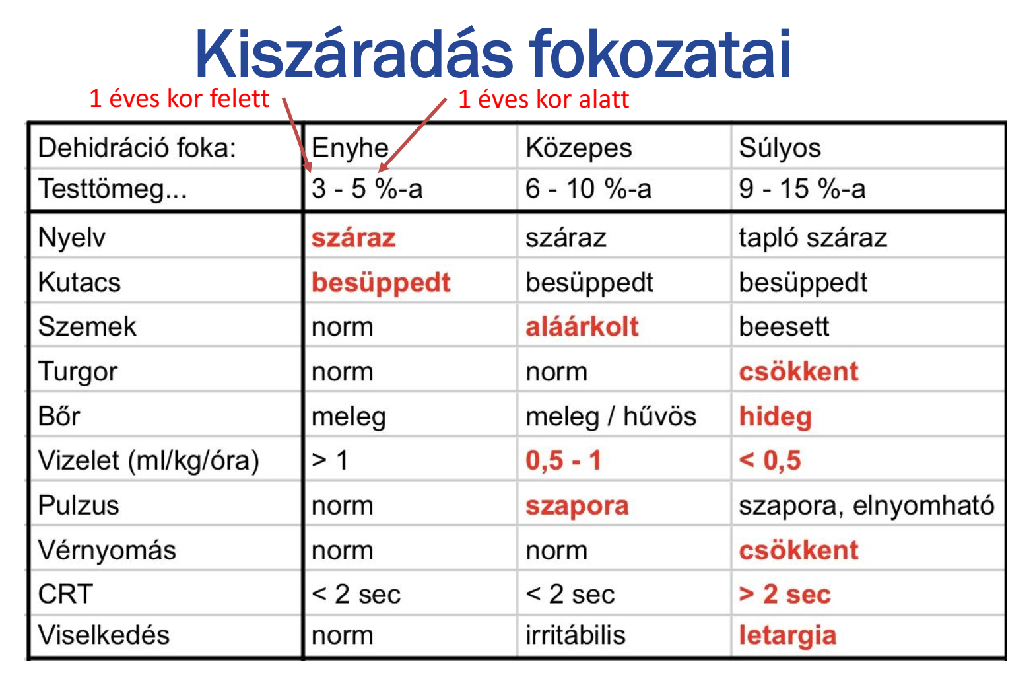 Kiszáradás fokozatai
1 éves kor felett 1 éves kor alatt
Dehidráció foka: Enyhe Közepes Súlyos
Testtömeg... 3 - 5 %-a 6 - 10 %-a 9 - 15 %-a
Nyelv száraz száraz tapló száraz
Kutacs besüppedt besüppedt besüppedt
Szemek norm aláárkolt beesett
Turgor norm norm csökkent
Bőr meleg meleg / hűvös hideg
Vizelet (ml/kg/óra) > 1 0,5 - 1 < 0,5
Pulzus norm szapora szapora, elnyomható
Vérnyomás norm norm csökkent
CRT < 2 sec < 2 sec > 2 sec
Viselkedés norm irritábilis letargia